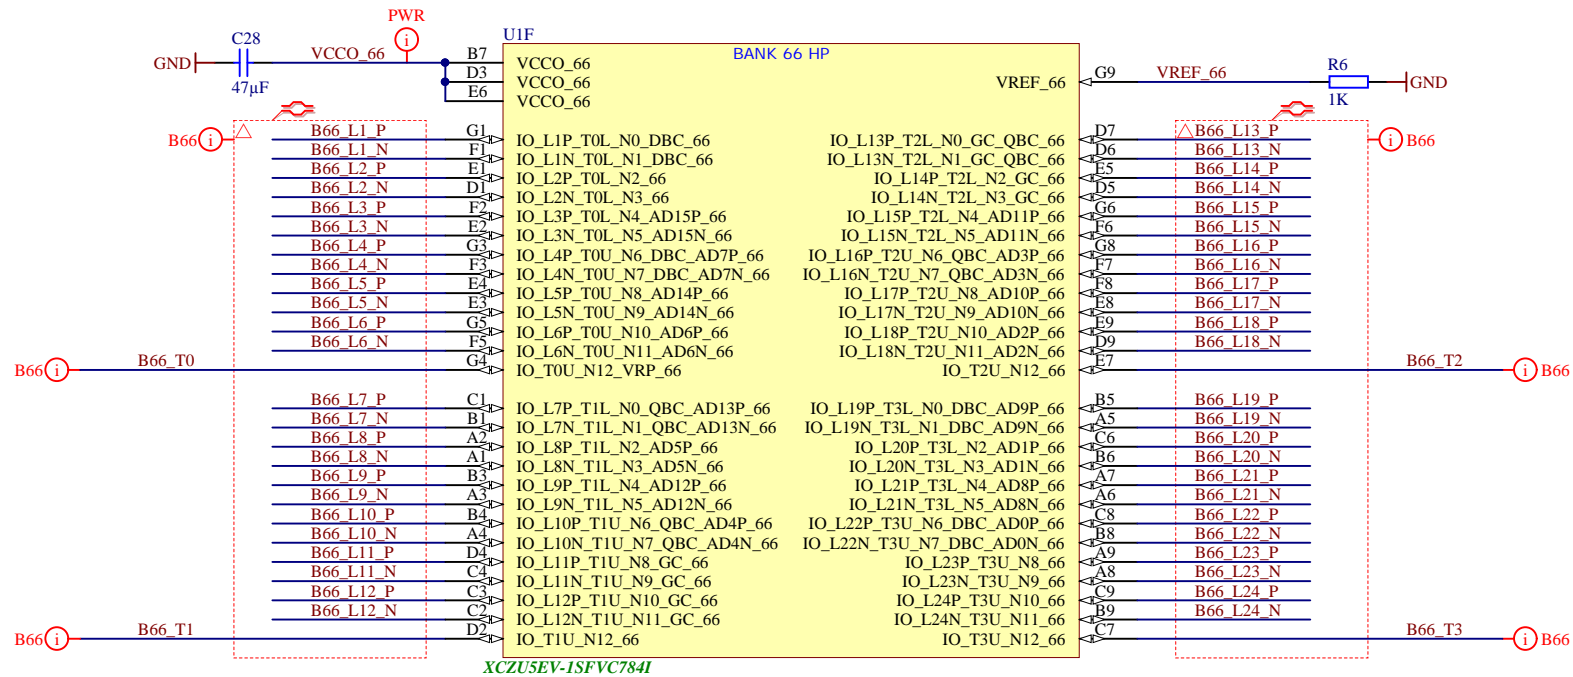 PWR
U1F
BANK 66 HP
C28
GND
47µF
VCCO_66
B7 VCCO_66
D3 VCCO_66
E6 VCCO_66
VREF_66 G9 VREF_66
R6
1K
GND
B66
B66
B66_L1_P G1 IO_L1P_T0L_N0_DBC_66
B66_L1_N F1 IO_L1N_T0L_N1_DBC_66
B66_L2_P E1 IO_L2P_T0L_N2_66
B66_L2_N D1 IO_L2N_T0L_N3_66
B66_L3_P F2 IO_L3P_T0L_N4_AD15P_66
B66_L3_N E2 IO_L3N_T0L_N5_AD15N_66
B66_L4_P G3 IO_L4P_T0U_N6_DBC_AD7P_66
B66_L4_N F3 IO_L4N_T0U_N7_DBC_AD7N_66
B66_L5_P E4 IO_L5P_T0U_N8_AD14P_66
B66_L5_N E3 IO_L5N_T0U_N9_AD14N_66
B66_L6_P G5 IO_L6P_T0U_N10_AD6P_66
B66_L6_N F5 IO_L6N_T0U_N11_AD6N_66
B66 B66_T0 G4 IO_T0U_N12_VRP_66
B66_L7_P C1 IO_L7P_T1L_N0_QBC_AD13P_66
B66_L7_N B1 IO_L7N_T1L_N1_QBC_AD13N_66
B66_L8_P A2 IO_L8P_T1L_N2_AD5P_66
B66_L8_N A1 IO_L8N_T1L_N3_AD5N_66
B66_L9_P B3 IO_L9P_T1L_N4_AD12P_66
B66_L9_N A3 IO_L9N_T1L_N5_AD12N_66
B66_L10_P B4 IO_L10P_T1U_N6_QBC_AD4P_66
B66_L10_N A4 IO_L10N_T1U_N7_QBC_AD4N_66
B66_L11_P D4 IO_L11P_T1U_N8_GC_66
B66_L11_N C4 IO_L11N_T1U_N9_GC_66
B66_L12_P C3 IO_L12P_T1U_N10_GC_66
B66_L12_N C2 IO_L12N_T1U_N11_GC_66
B66 B66_T1 D2 IO_T1U_N12_66
IO_L13P_T2L_N0_GC_QBC_66 D7 B66_L13_P
IO_L13N_T2L_N1_GC_QBC_66 D6 B66_L13_N
IO_L14P_T2L_N2_GC_66 E5 B66_L14_P
IO_L14N_T2L_N3_GC_66 D5 B66_L14_N
IO_L15P_T2L_N4_AD11P_66 G6 B66_L15_P
IO_L15N_T2L_N5_AD11N_66 F6 B66_L15_N
IO_L16P_T2U_N6_QBC_AD3P_66 G8 B66_L16_P
IO_L16N_T2U_N7_QBC_AD3N_66 F7 B66_L16_N
IO_L17P_T2U_N8_AD10P_66 F8 B66_L17_P
IO_L17N_T2U_N9_AD10N_66 E8 B66_L17_N
IO_L18P_T2U_N10_AD2P_66 E9 B66_L18_P
IO_L18N_T2U_N11_AD2N_66 D9 B66_L18_N
IO_T2U_N12_66 E7 B66_T2 B66
IO_L19P_T3L_N0_DBC_AD9P_66 B5 B66_L19_P
IO_L19N_T3L_N1_DBC_AD9N_66 A5 B66_L19_N
IO_L20P_T3L_N2_AD1P_66 C6 B66_L20_P
IO_L20N_T3L_N3_AD1N_66 B6 B66_L20_N
IO_L21P_T3L_N4_AD8P_66 A7 B66_L21_P
IO_L21N_T3L_N5_AD8N_66 A6 B66_L21_N
IO_L22P_T3U_N6_DBC_AD0P_66 C8 B66_L22_P
IO_L22N_T3U_N7_DBC_AD0N_66 B8 B66_L22_N
IO_L23P_T3U_N8_66 A9 B66_L23_P
IO_L23N_T3U_N9_66 A8 B66_L23_N
IO_L24P_T3U_N10_66 C9 B66_L24_P
IO_L24N_T3U_N11_66 B9 B66_L24_N
IO_T3U_N12_66 C7 B66_T3 B66
XCZU5EV-1SFVC784I